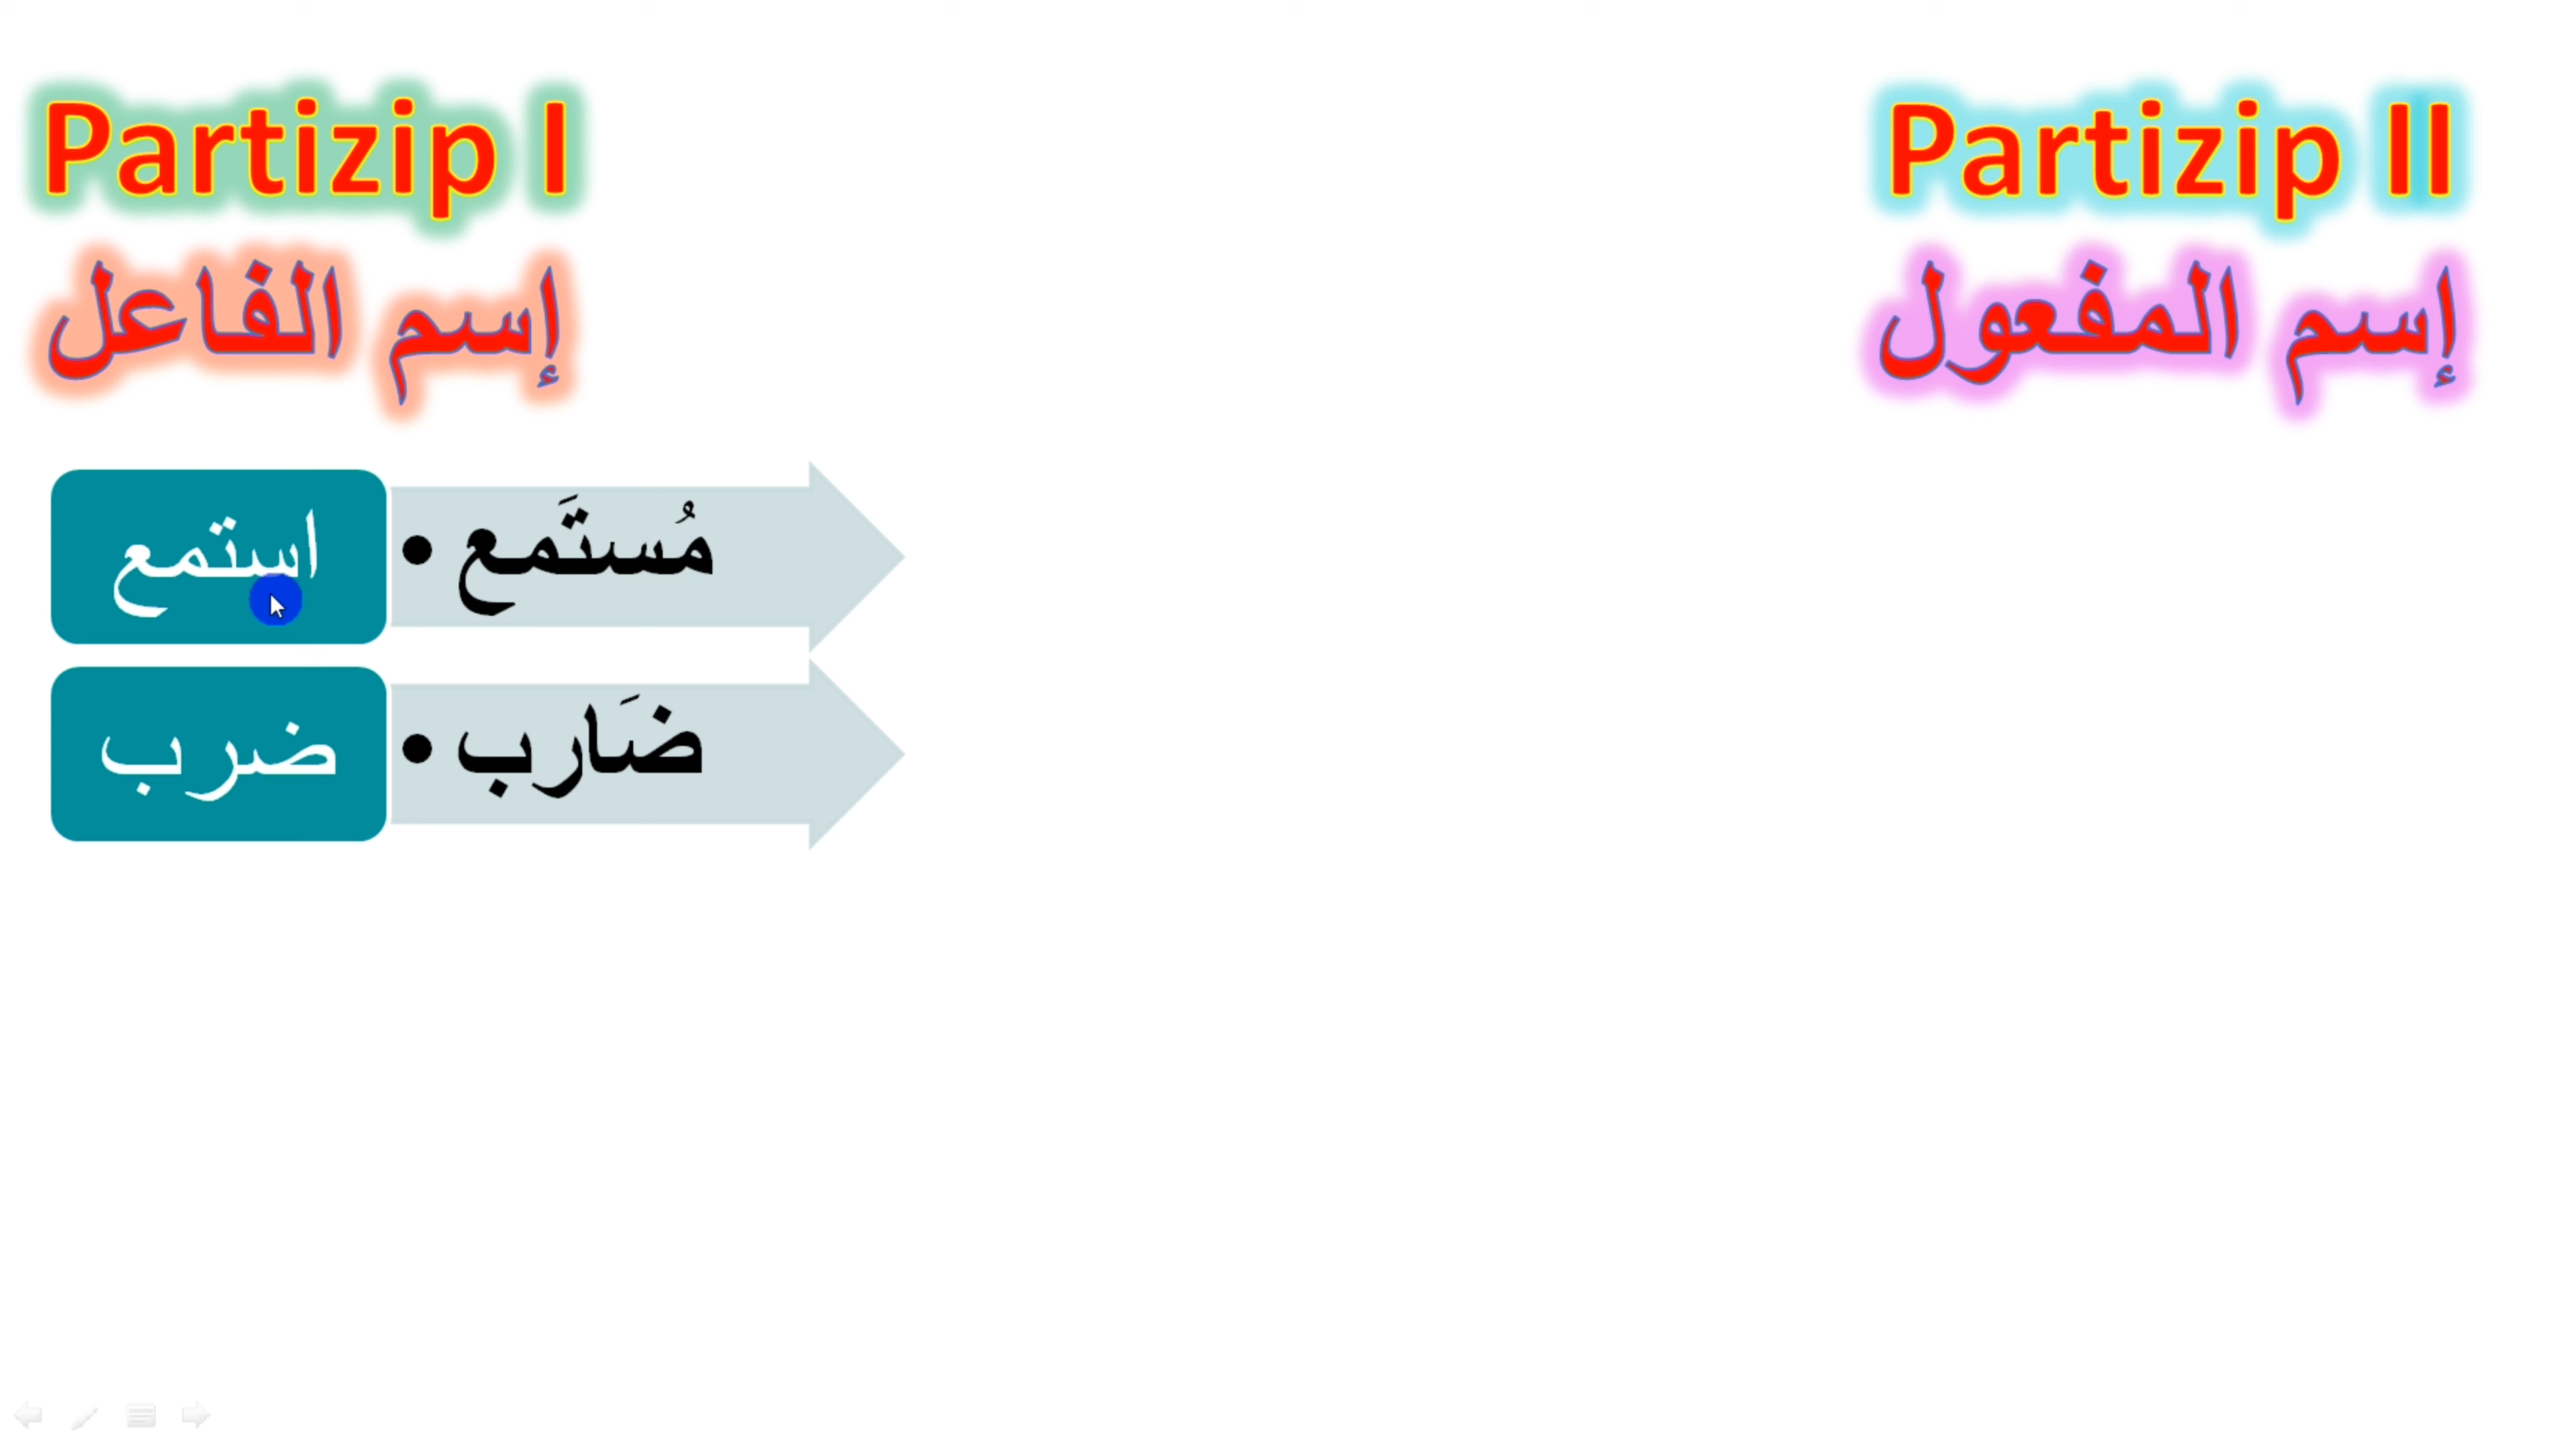 Partizip I
إسم الفاعل
Partizip II
إسم المفعول
استمع
• مُستَمع
ضرب
• ضَارب